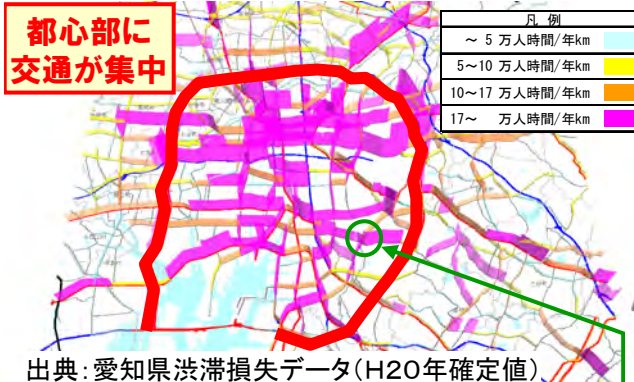 都心部に
交通が集中
凡 例
～ 5 万人時間/年km
5～10 万人時間/年km
10～17 万人時間/年km
17～ 万人時間/年km
出典：愛知県渋滞損失データ（H20年確定値）